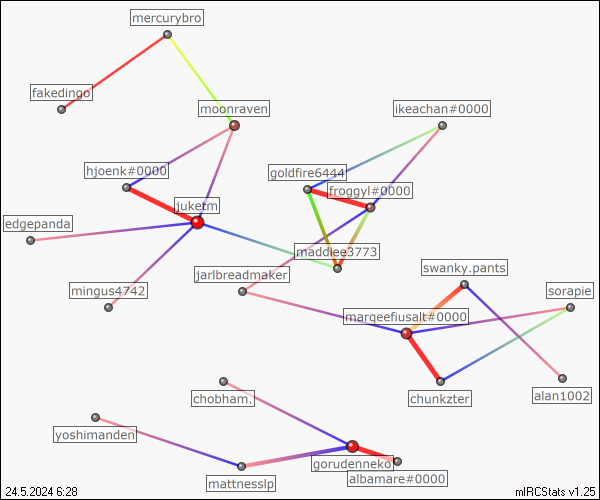 mercurybro
fakedingo
moonraven
ikeachan#0000
hjoenk#0000
goldfire6444
froggyl#0000
juketm
edgepanda
maddiee3773
jarlbreadmaker
swanky.pants
mingus4742
sorapie
marqeefiusalt#0000
chobham.
chunkzter
alan1002
yoshimanden
gorudenneko
albamare#0000
mattnesslp
24.5.2024 6:28
mIRCStats v1.25